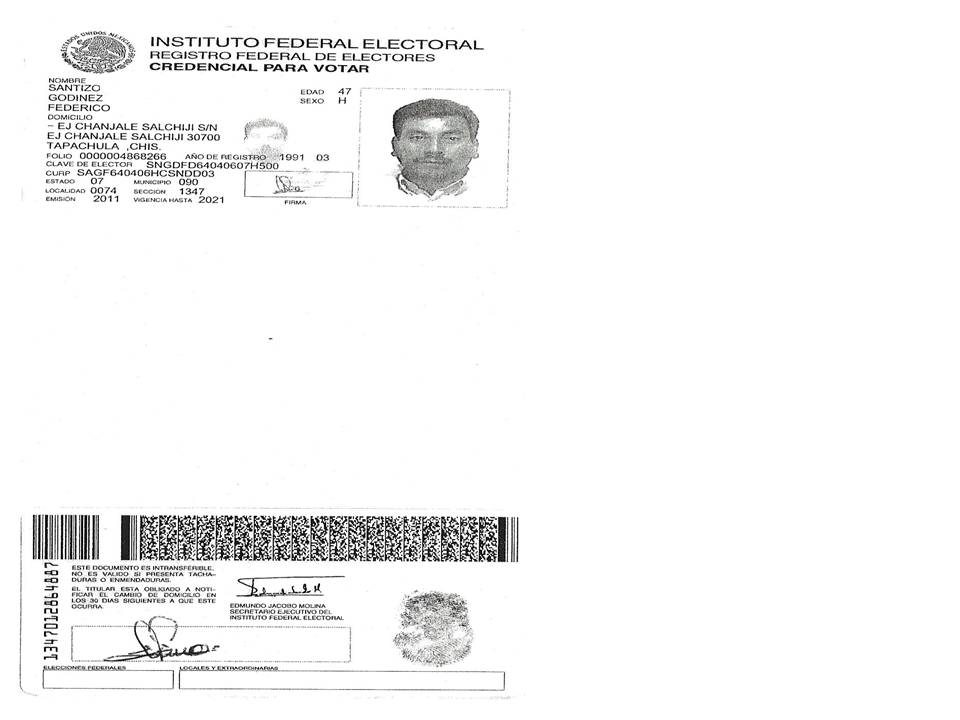 ESTADOS UNIDOS MEXICANOS
INSTITUTO FEDERAL ELECTORAL
REGISTRO FEDERAL DE ELECTORES
CREDENCIAL PARA VOTAR
NOMBRE
SANTIZO
GODINEZ
FEDERICO
EDAD 47
SEXO H
DOMICILIO
- EJ CHANJALE SALCHIJI S/N
EJ CHANJALE SALCHIJI 30700
TAPACHULA ,CHIS.
FOLIO 0000004868266 AÑO DE REGISTRO 1991 03
CLAVE DE ELECTOR SNGDFD64040607H500
CURP SAGF640406HCSNDD03
ESTADO 07 MUNICIPIO 090
LOCALIDAD 0074 SECCION 1347
EMISIÓN 2011 VIGENCIA HASTA 2021
FIRMA
ESTE DOCUMENTO ES INTRANSFERIBLE.
NO ES VALIDO SI PRESENTA TACHA-
DURAS O ENMENDADURAS.
EL TITULAR ESTA OBLIGADO A NOTI-
FICAR EL CAMBIO DE DOMICILIO EN
LOS 30 DIAS SIGUIENTES A QUE ESTE
OCURRA.
EDMUNDO JACOBO MOLINA
SECRETARIO EJECUTIVO DEL
INSTITUTO FEDERAL ELECTORAL
ELECCIONES FEDERALES
LOCALES Y EXTRAORDINARIAS